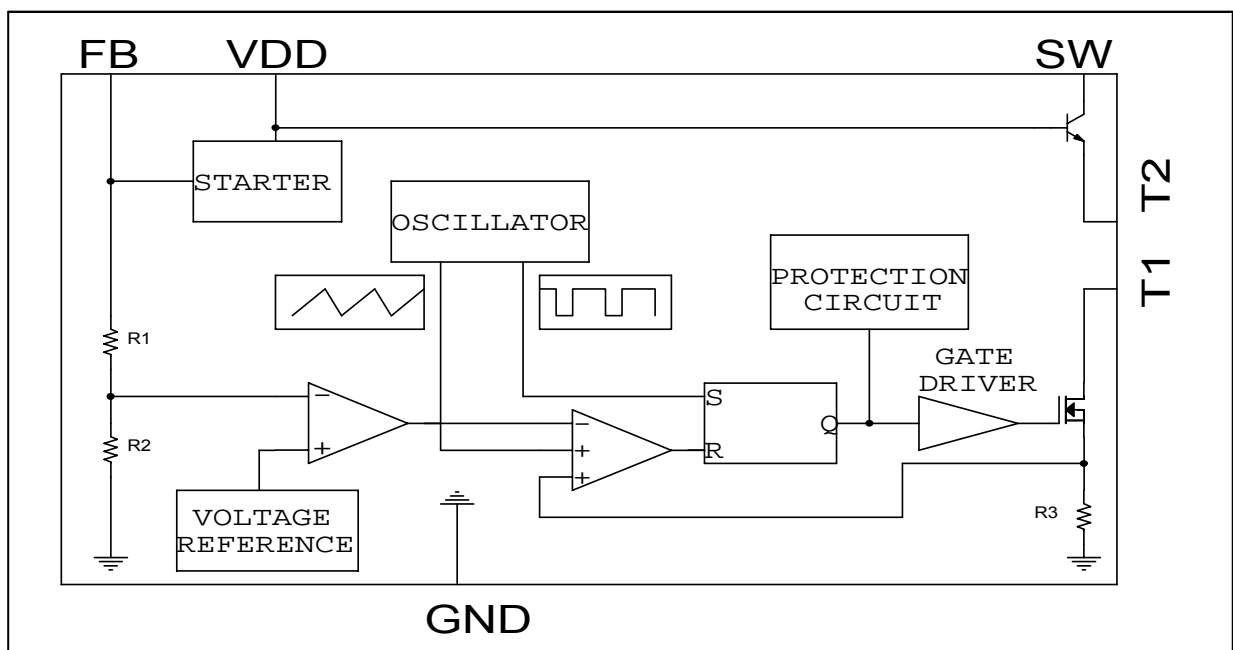 FB
VDD
SW
STARTER
OSCILLATOR
T2
T1
PROTECTION
CIRCUIT
R1
GATE
DRIVER
−
S
Q
R2
+
−
+
+
R
VOLTAGE
REFERENCE
R3
GND